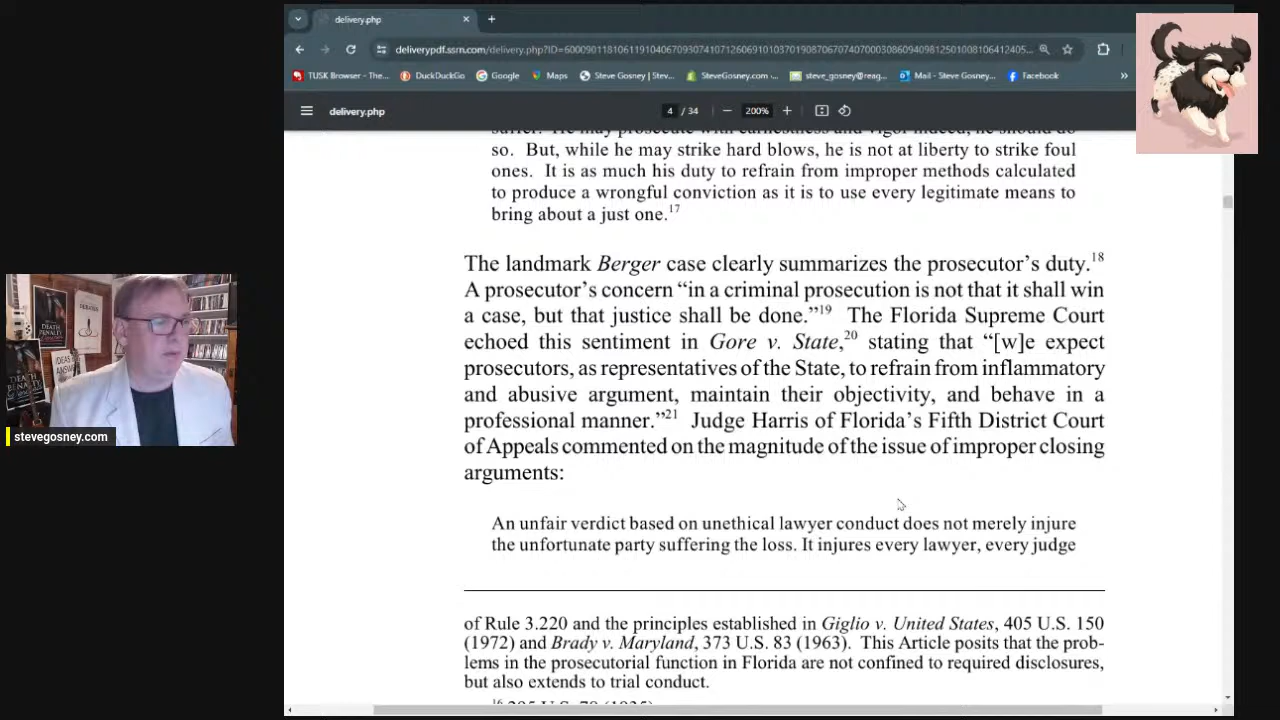 delivery.php
deliverypdf.ssrn.com/delivery.php?ID=
TUSK Browser - The...
DuckDuckGo
Google
Maps
Steve Gosney | Stev...
SteveGosney.com -...
steve_gosney@reag...
Mail - Steve Gosney...
Facebook
»
delivery.php
4 / 34
200%
so. But, while he may strike hard blows, he is not at liberty to strike foul
ones. It is as much his duty to refrain from improper methods calculated
to produce a wrongful conviction as it is to use every legitimate means to
bring about a just one.17
The landmark Berger case clearly summarizes the prosecutor’s duty.18
A prosecutor’s concern “in a criminal prosecution is not that it shall win
a case, but that justice shall be done.”19 The Florida Supreme Court
echoed this sentiment in Gore v. State,20 stating that “[w]e expect
prosecutors, as representatives of the State, to refrain from inflammatory
and abusive argument, maintain their objectivity, and behave in a
professional manner.”21 Judge Harris of Florida’s Fifth District Court
of Appeals commented on the magnitude of the issue of improper closing
arguments:
An unfair verdict based on unethical lawyer conduct does not merely injure
the unfortunate party suffering the loss. It injures every lawyer, every judge
of Rule 3.220 and the principles established in Giglio v. United States, 405 U.S. 150
(1972) and Brady v. Maryland, 373 U.S. 83 (1963). This Article posits that the prob-
lems in the prosecutorial function in Florida are not confined to required disclosures,
but also extends to trial conduct.
DEATH
PENALTY
DEATH
PENALTY
stevegosney.com